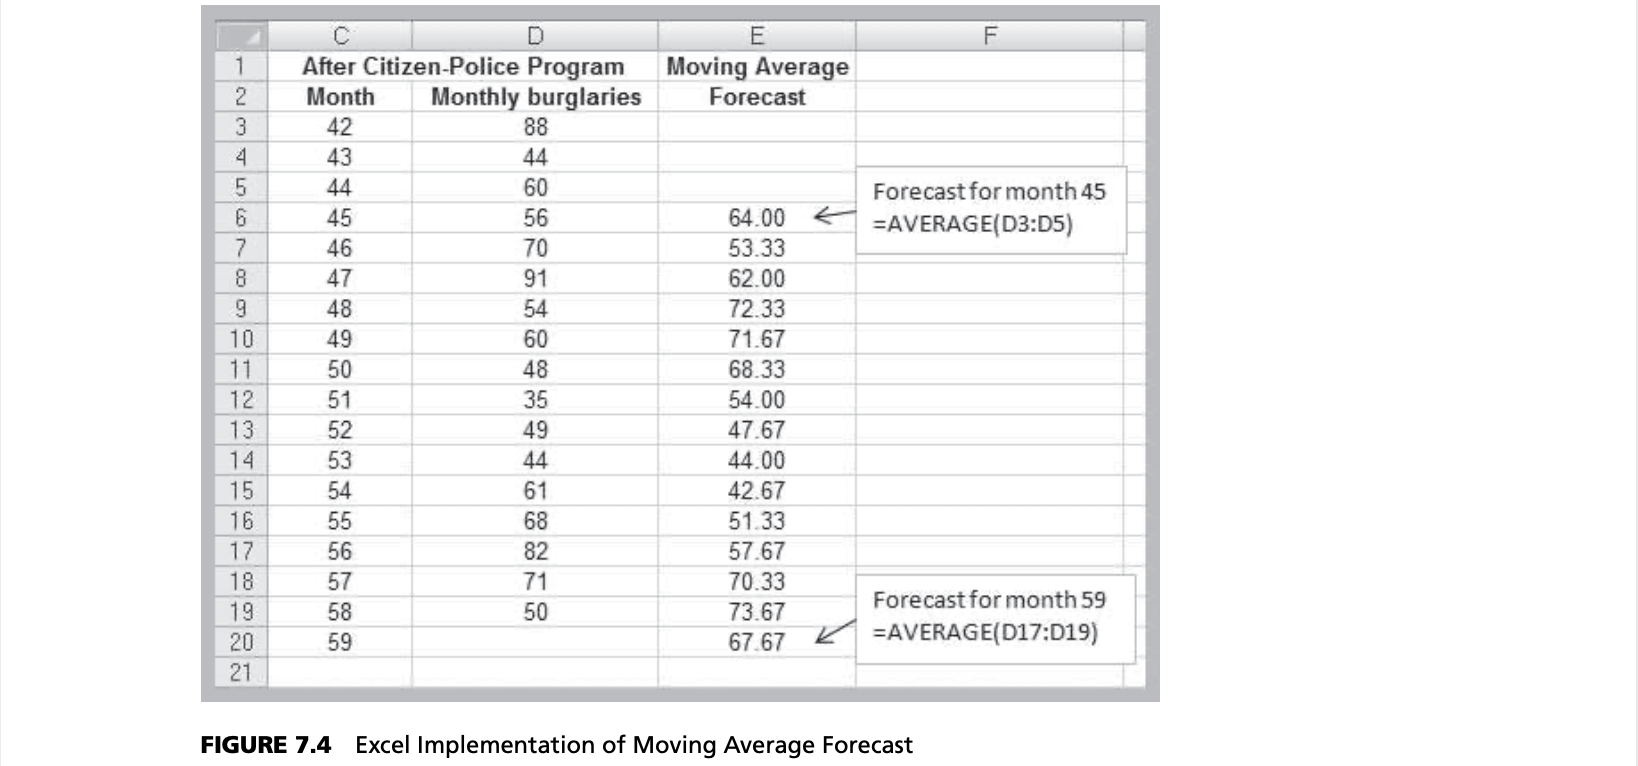 C D E F
1 After Citizen-Police Program Moving Average
2 Month Monthly burglaries Forecast
3 42 88
4 43 44
5 44 60
6 45 56 64.00
7 46 70 53.33
8 47 91 62.00
9 48 54 72.33
10 49 60 71.67
11 50 48 68.33
12 51 35 54.00
13 52 49 47.67
14 53 44 44.00
15 54 61 42.67
16 55 68 51.33
17 56 82 57.67
18 57 71 70.33
19 58 50 73.67
20 59 67.67
21
Forecast for month 45
=AVERAGE(D3:D5)
Forecast for month 59
=AVERAGE(D17:D19)
FIGURE 7.4 Excel Implementation of Moving Average Forecast